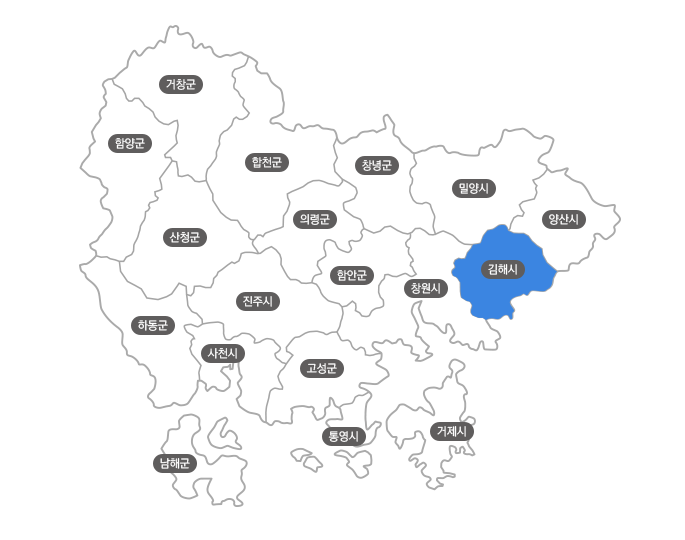 거창군
함양군
합천군
창녕군
밀양시
의령군
양산시
산청군
김해시
함안군
창원시
진주시
하동군
사천시
고성군
통영시
거제시
남해군